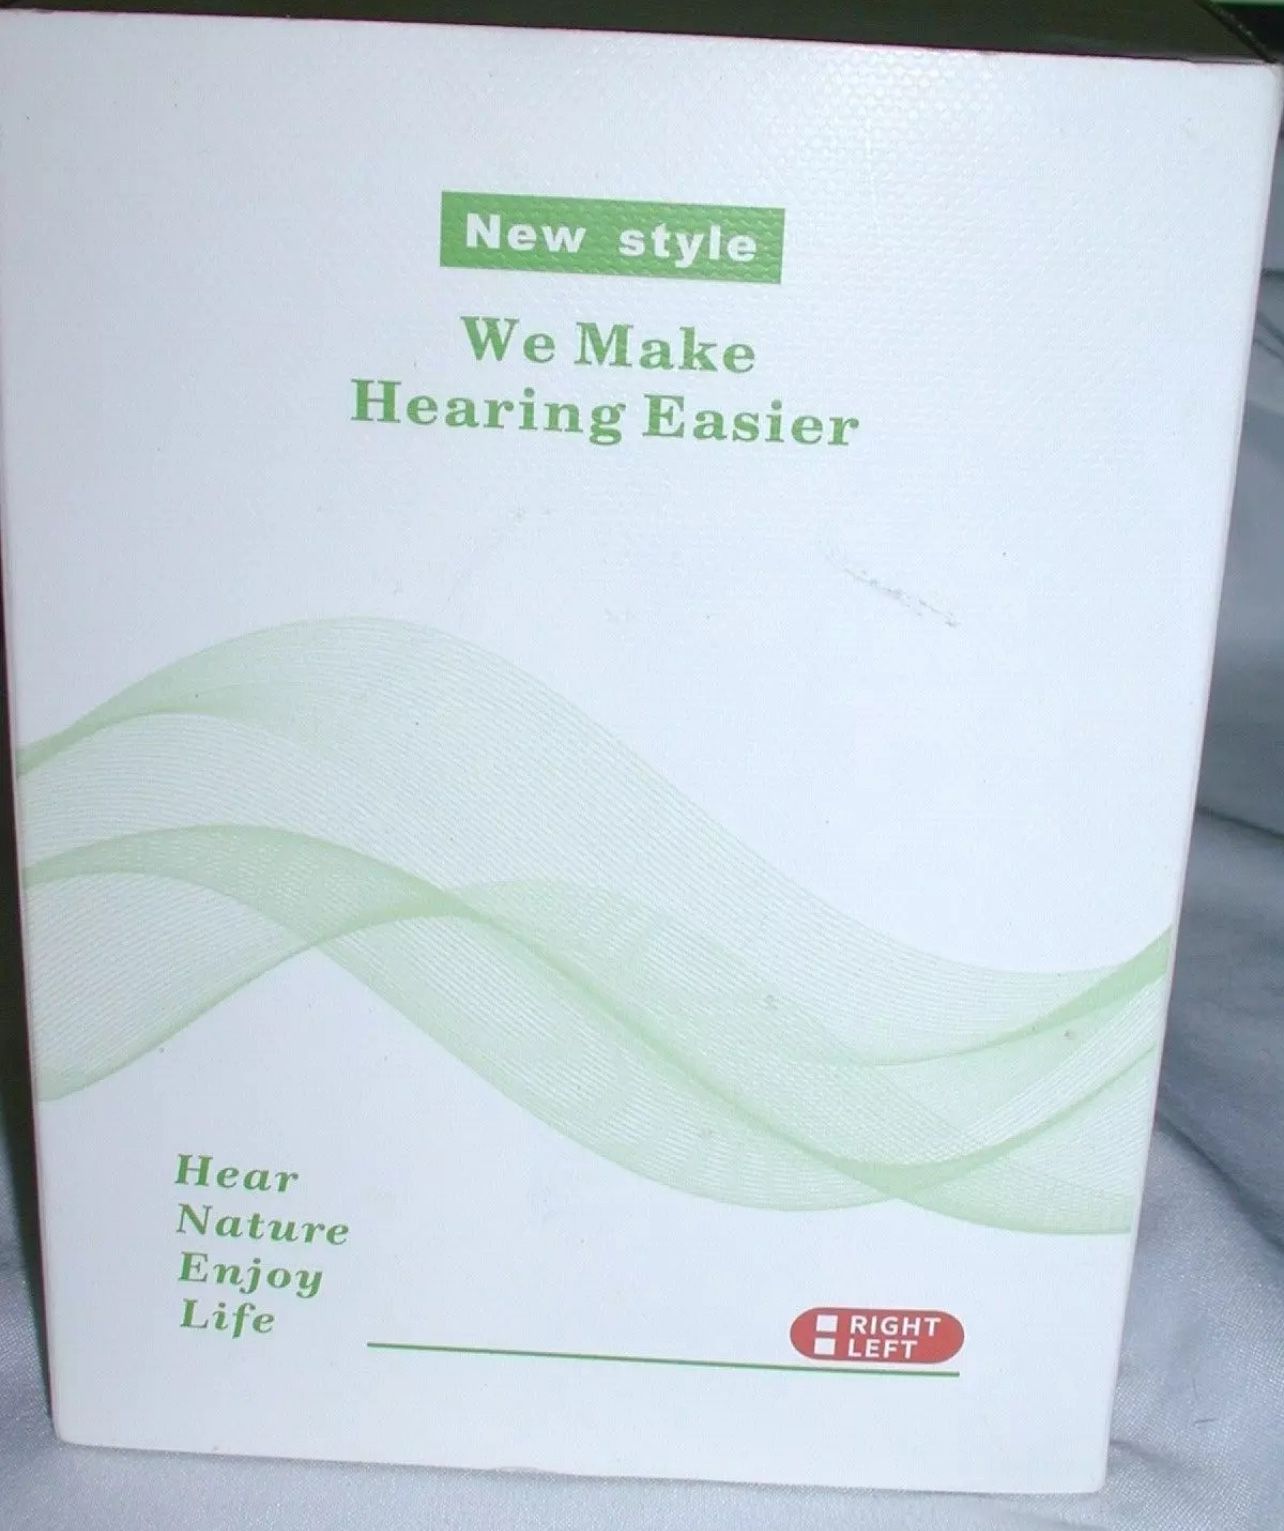 New style
We Make
Hearing Easier
Hear
Nature
Enjoy
Life
RIGHT
LEFT